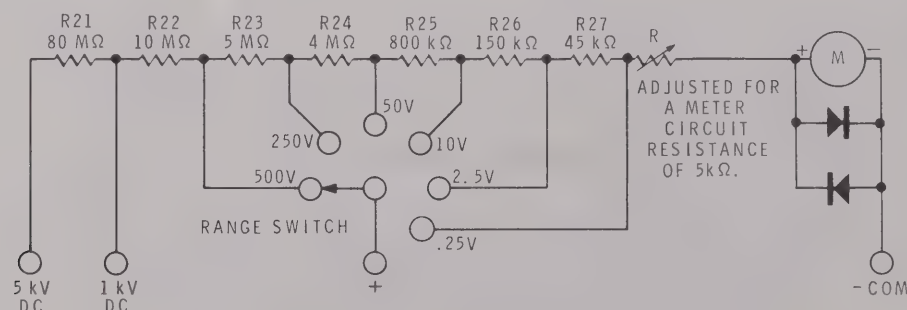 R21 R22 R23 R24 R25 R26 R27 R
80 MΩ 10 MΩ 5 MΩ 4 MΩ 800 kΩ 150 kΩ 45 kΩ
+ M -
ADJUSTED FOR
A METER
CIRCUIT
RESISTANCE
OF 5kΩ.
50V
250V 10V
500V 2.5V
RANGE SWITCH .25V
5 kV 1 kV + - COM
DC DC